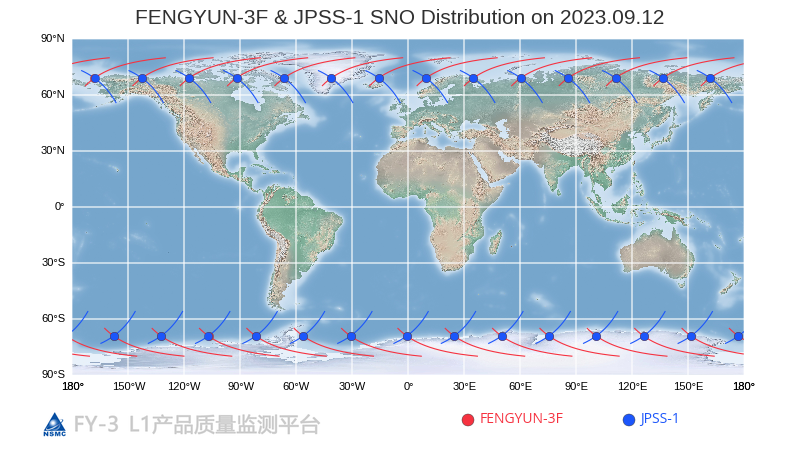 FENGYUN-3F & JPSS-1 SNO Distribution on 2023.09.12
90°N
60°N
30°N
0°
30°S
60°S
90°S
180° 150°W 120°W 90°W 60°W 30°W 0° 30°E 60°E 90°E 120°E 150°E 180°
NSMC
FY-3 L1产品质量监测平台
FENGYUN-3F
JPSS-1